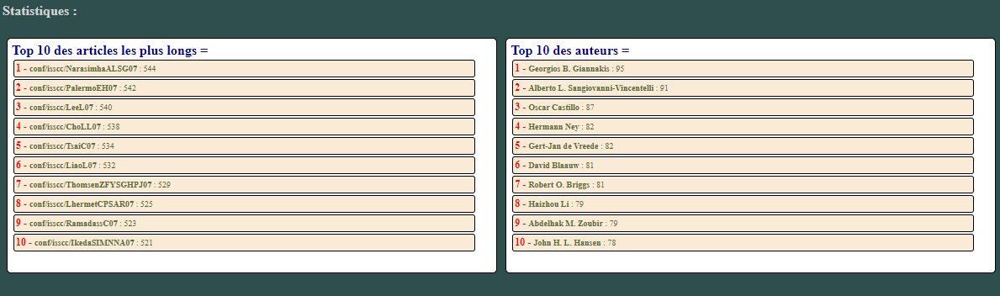 Statistiques :
Top 10 des articles les plus longs =
1 - conf/isscc/NarasimhaALSG07 : 544
2 - conf/isscc/PalermoEH07 : 542
3 - conf/isscc/LeeL07 : 540
4 - conf/isscc/ChoLL07 : 538
5 - conf/isscc/TsaiC07 : 534
6 - conf/isscc/LiaoL07 : 532
7 - conf/isscc/ThomsenZFYSGHPJ07 : 529
8 - conf/isscc/LhermetCPSAR07 : 525
9 - conf/isscc/RamadassC07 : 523
10 - conf/isscc/IkedaSIMNNA07 : 521
Top 10 des auteurs =
1 - Georgios B. Giannakis : 95
2 - Alberto L. Sangiovanni-Vincentelli : 91
3 - Oscar Castillo : 87
4 - Hermann Ney : 82
5 - Gert-Jan de Vreede : 82
6 - David Blaauw : 81
7 - Robert O. Briggs : 81
8 - Haizhou Li : 79
9 - Abdelhak M. Zoubir : 79
10 - John H. L. Hansen : 78